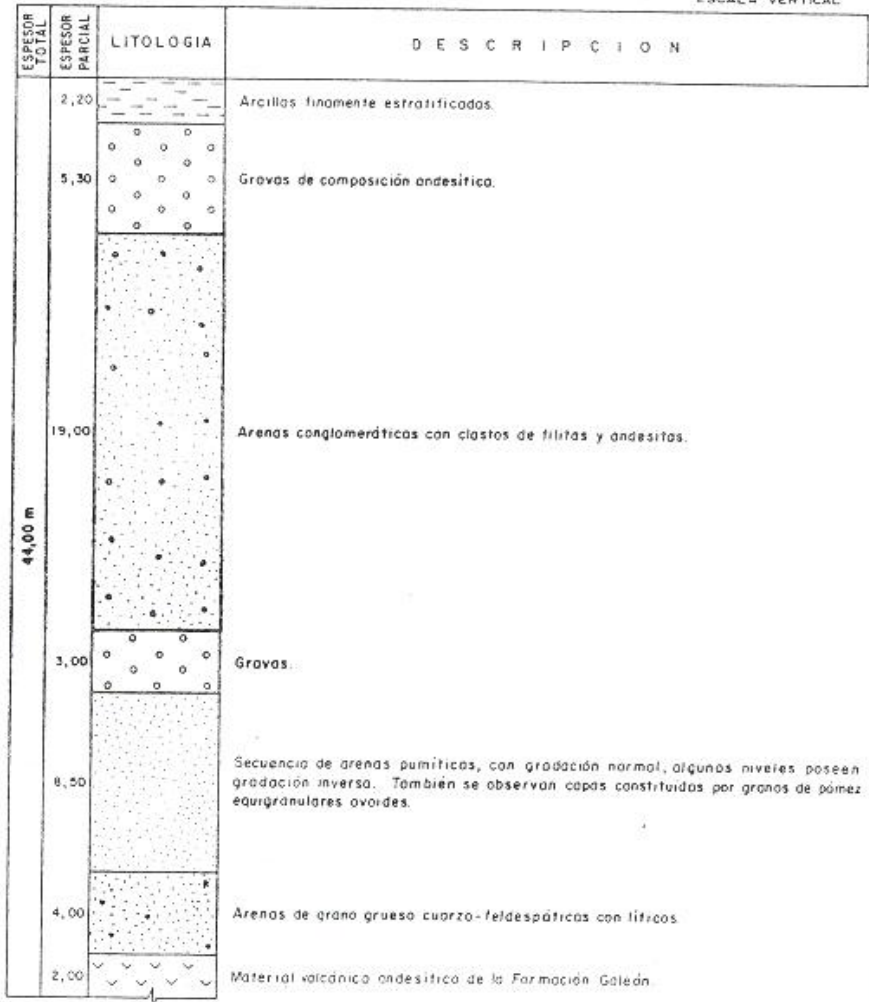 ESCALA VERTICAL
ESPESOR TOTAL
ESPESOR PARCIAL
LITOLOGIA
DESCRIPCION
44,00 m
2,20
Arcillas finamente estratificadas.
5,30
Gravas de composición andesítica.
19,00
Arenas conglomeráticas con clastos de filitas y andesitas.
3,00
Gravas.
8,50
Secuencia de arenas pumíticas, con gradación normal, algunos niveles poseen
gradación inversa. También se observan capas constituidas por granos de pómez
equigranulares ovoides.
4,00
Arenas de grano grueso cuarzo-feldespáticas con líticos
2,00
Material volcánico andesítico de la Formación Galeón